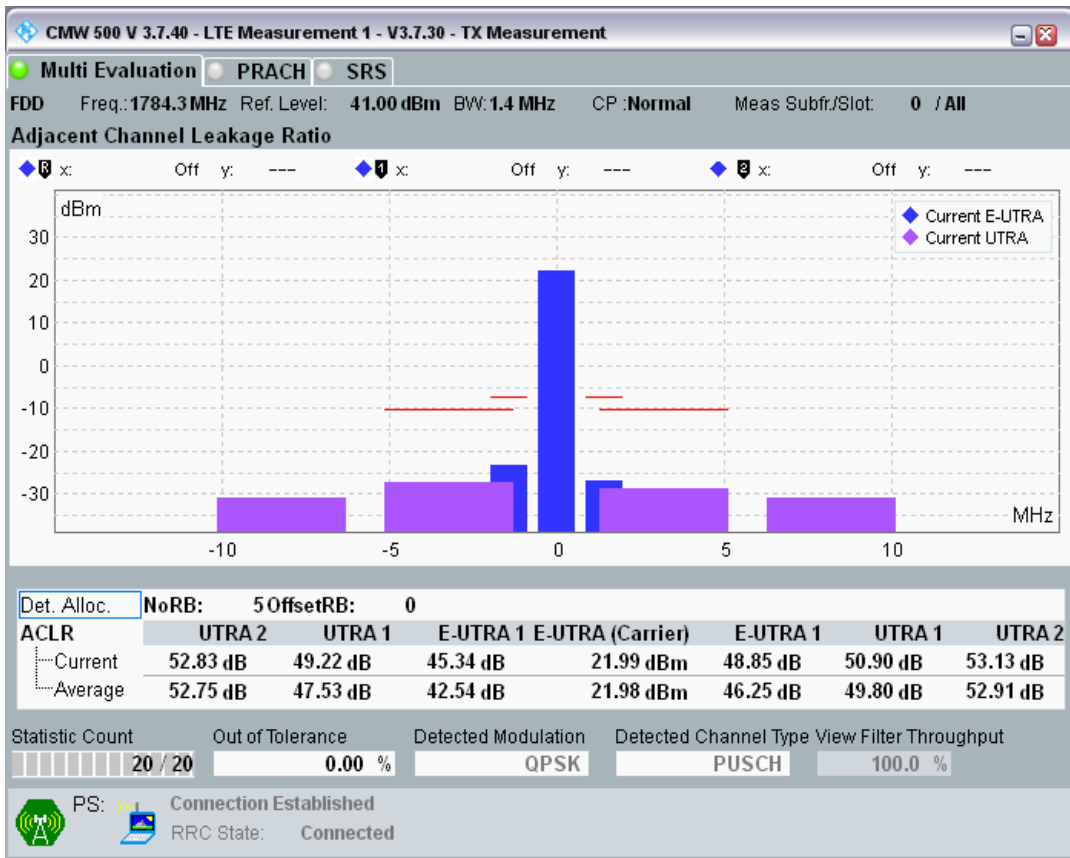 CMW 500 V 3.7.40 - LTE Measurement 1 - V3.7.30 - TX Measurement
Multi Evaluation PRACH SRS
FDD Freq.:1784.3 MHz Ref. Level: 41.00 dBm BW: 1.4 MHz CP :Normal Meas Subfr./Slot: 0 / All
Adjacent Channel Leakage Ratio
R x: Off y: --- 1 x: Off y: --- 2 x: Off y: ---
dBm
Current E-UTRA
Current UTRA
30
20
10
0
-10
-20
-30
MHz
-10 -5 0 5 10
Det. Alloc. NoRB: 5 OffsetRB: 0
ACLR UTRA 2 UTRA 1 E-UTRA 1 E-UTRA (Carrier) E-UTRA 1 UTRA 1 UTRA 2
Current 52.83 dB 49.22 dB 45.34 dB 21.99 dBm 48.85 dB 50.90 dB 53.13 dB
Average 52.75 dB 47.53 dB 42.54 dB 21.98 dBm 46.25 dB 49.80 dB 52.91 dB
Statistic Count Out of Tolerance Detected Modulation Detected Channel Type View Filter Throughput
20 / 20 0.00 % QPSK PUSCH 100.0 %
PS: Connection Established
RRC State: Connected